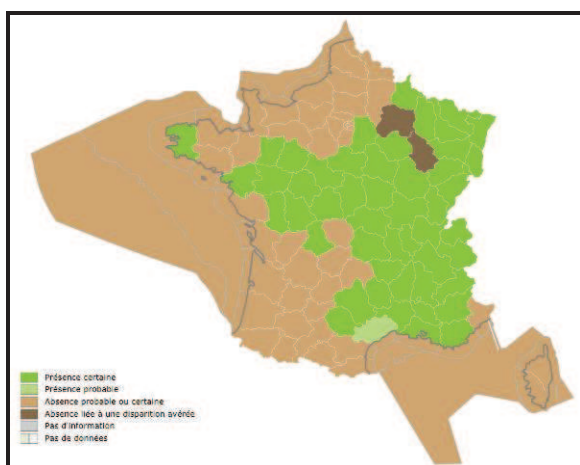 Présence certaine
Présence probable
Absence probable ou certaine
Absence liée à une disparition avérée
Pas d'information
Pas de données